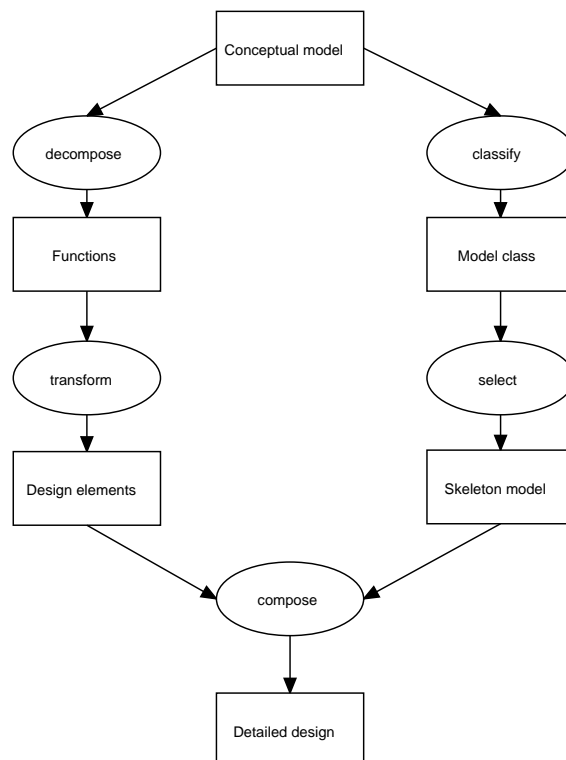 Conceptual model
decompose
classify
Functions
Model class
transform
select
Design elements
Skeleton model
compose
Detailed design